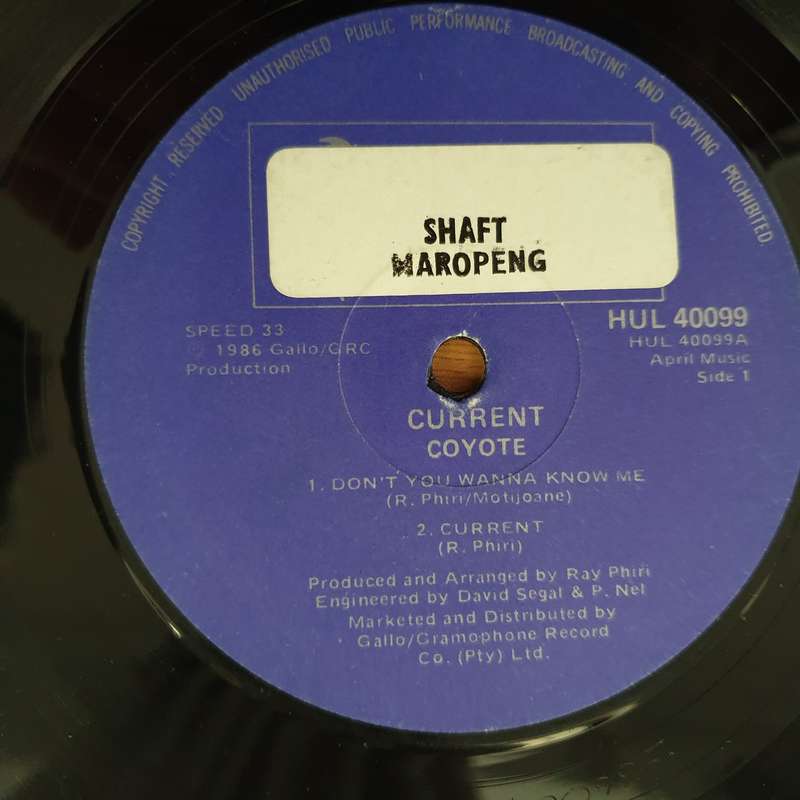 COPYRIGHT RESERVED UNAUTHORISED PUBLIC PERFORMANCE BROADCASTING AND COPYING PROHIBITED
SHAFT
MAROPENG
SPEED 33
℗ 1986 Gallo/GRC
Production
HUL 40099
HUL 40099A
April Music
Side 1
CURRENT
COYOTE
1. DON'T YOU WANNA KNOW ME
(R. Phiri/Motijoane)
2. CURRENT
(R. Phiri)
Produced and Arranged by Ray Phiri
Engineered by David Segal & P. Nel
Marketed and Distributed by
Gallo/Gramophone Record
Co. (Pty) Ltd.